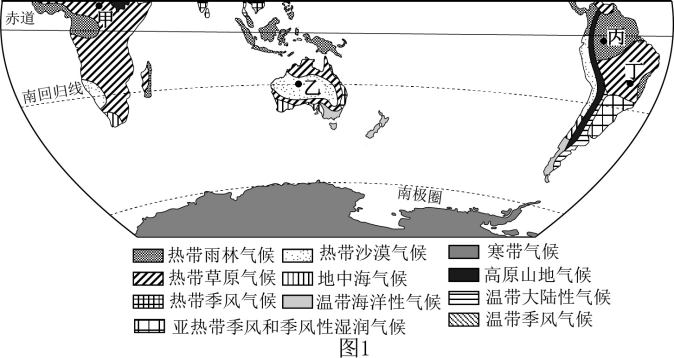 甲
赤道
丙
丁
乙
南回归线
南极圈
热带雨林气候 热带沙漠气候 寒带气候
热带草原气候 地中海气候 高原山地气候
热带季风气候 温带海洋性气候 温带大陆性气候
亚热带季风和季风性湿润气候 温带季风气候
图1